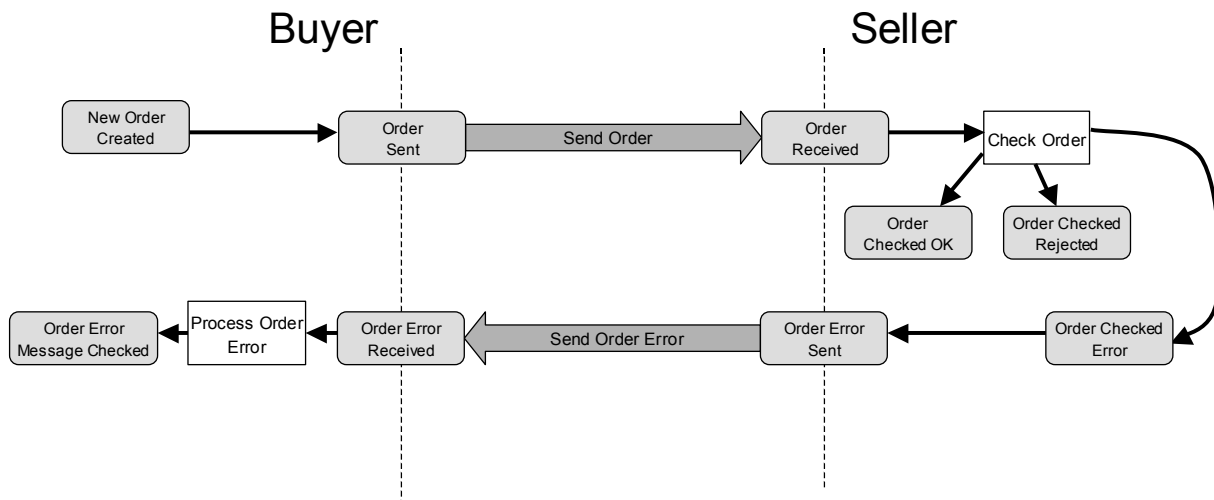 Buyer
Seller
New Order
Created
Order
Sent
Send Order
Order
Received
Check Order
Order
Checked OK
Order Checked
Rejected
Order Error
Message Checked
Process Order
Error
Order Error
Received
Send Order Error
Order Error
Sent
Order Checked
Error